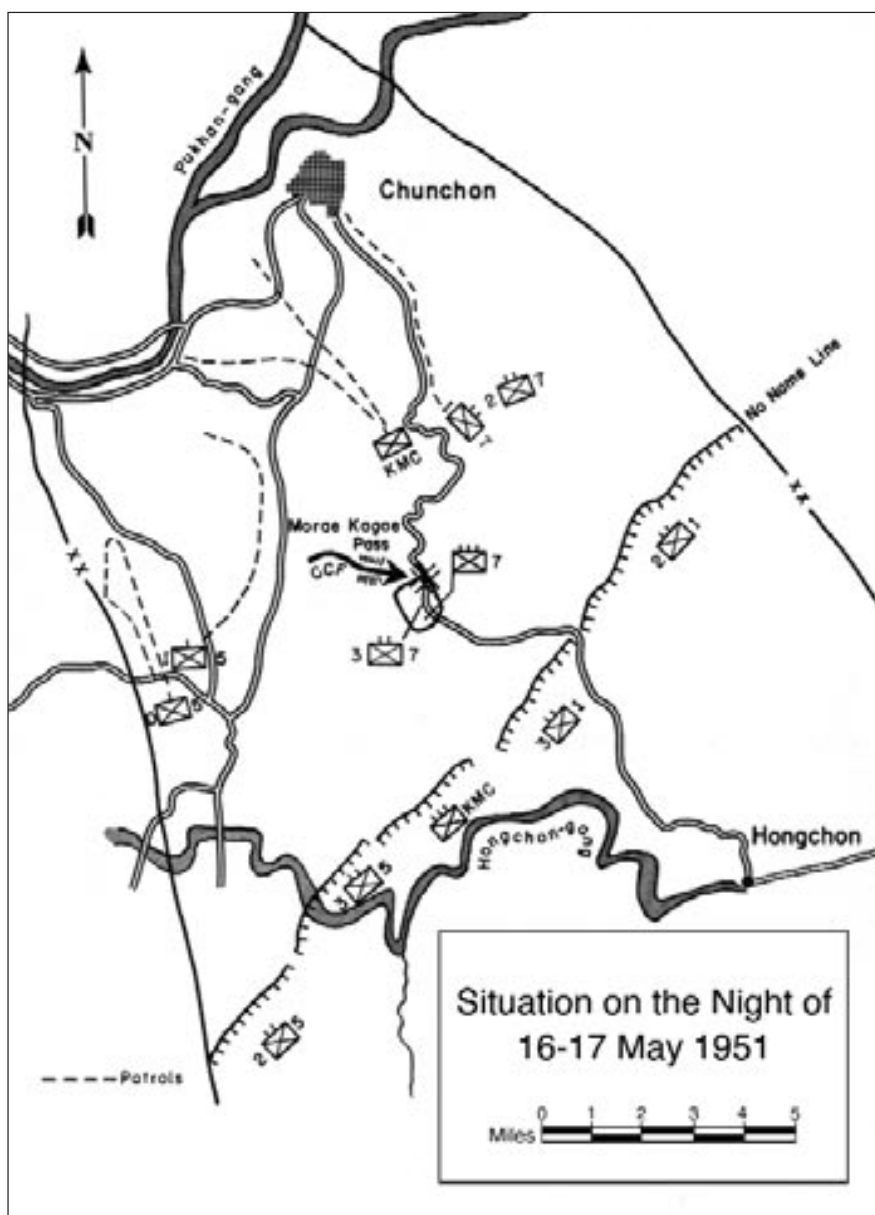 N
Pukhan-gang
Chunchon
2 7
1
KMC
No Name Line
XX
Morae Kogae
Pass
CCF
7
2 1
3 7
XX
5
5
3 1
KMC
Hongchon-gang
Hongchon
3 5
2 5
Patrols
Situation on the Night of
16-17 May 1951
0 1 2 3 4 5
Miles